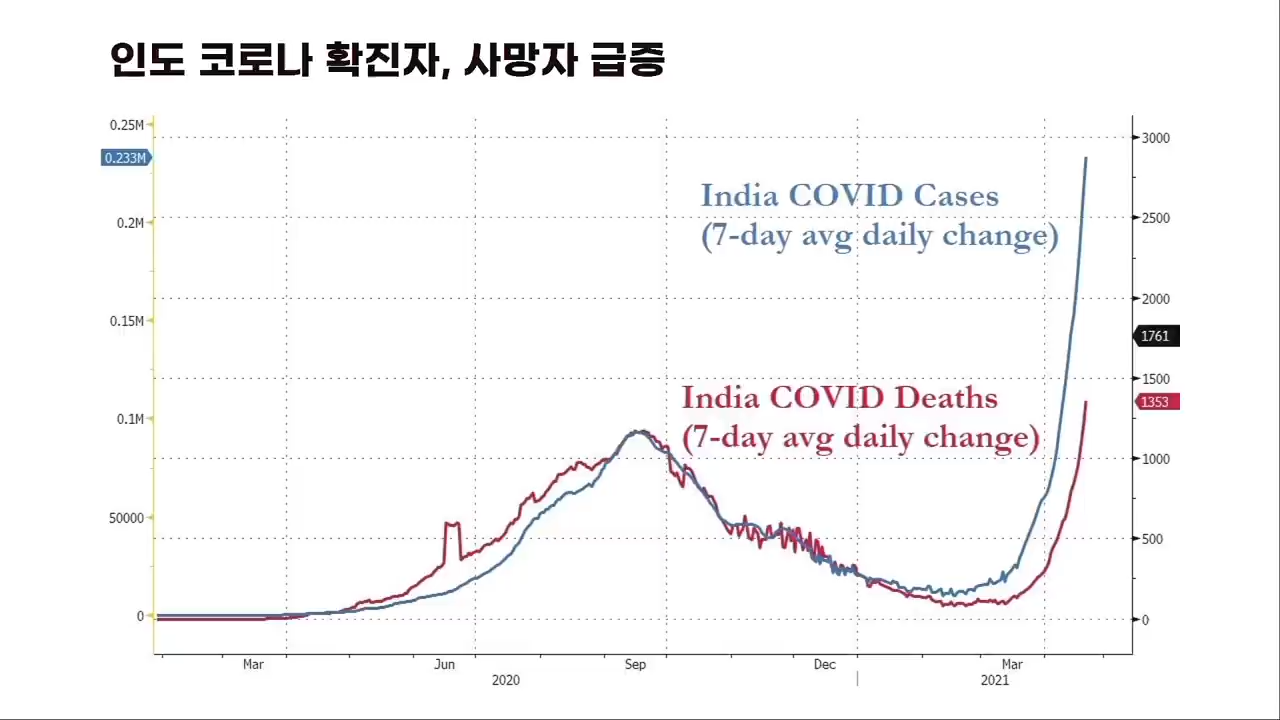 인도 코로나 확진자, 사망자 급증
0.25M
0.233M
0.2M
0.15M
0.1M
50000
0
India COVID Cases
(7-day avg daily change)
India COVID Deaths
(7-day avg daily change)
3000
2500
2000
1761
1500
1353
1000
500
0
Mar Jun Sep Dec Mar
2020 2021